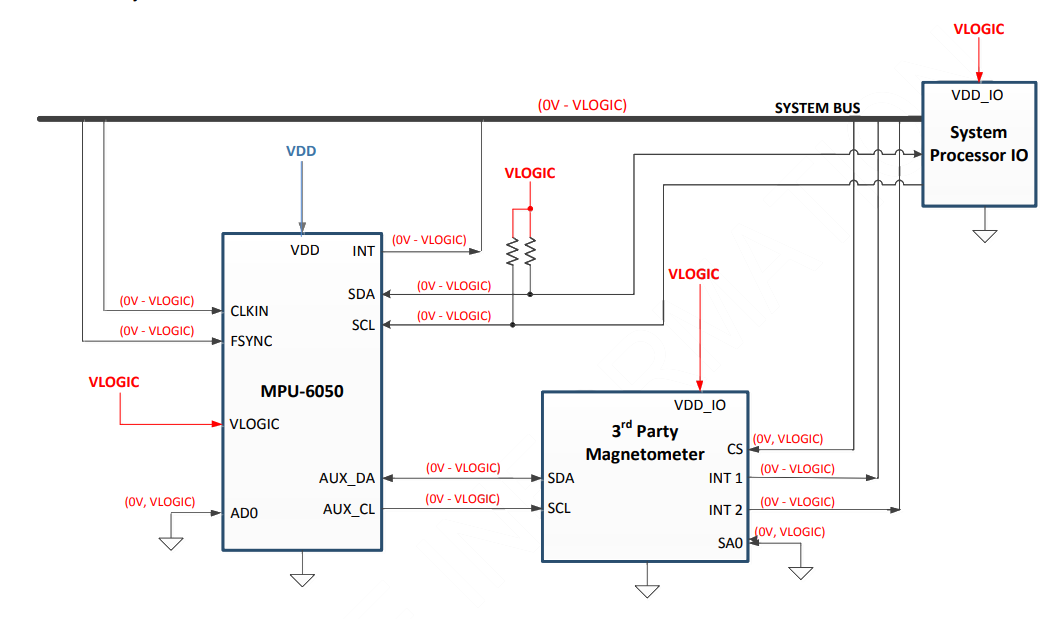 VLOGIC
VDD_IO
(0V - VLOGIC)
SYSTEM BUS
System
Processor IO
VDD
VLOGIC
VDD
INT
(0V - VLOGIC)
VLOGIC
SDA
(0V - VLOGIC)
(0V - VLOGIC)
CLKIN
SCL
(0V - VLOGIC)
(0V - VLOGIC)
FSYNC
VLOGIC
MPU-6050
VLOGIC
VDD_IO
3rd Party
Magnetometer
CS
(0V, VLOGIC)
AUX_DA
(0V - VLOGIC)
SDA
INT 1
(0V - VLOGIC)
(0V, VLOGIC)
AD0
AUX_CL
(0V - VLOGIC)
SCL
INT 2
(0V - VLOGIC)
SA0
(0V, VLOGIC)